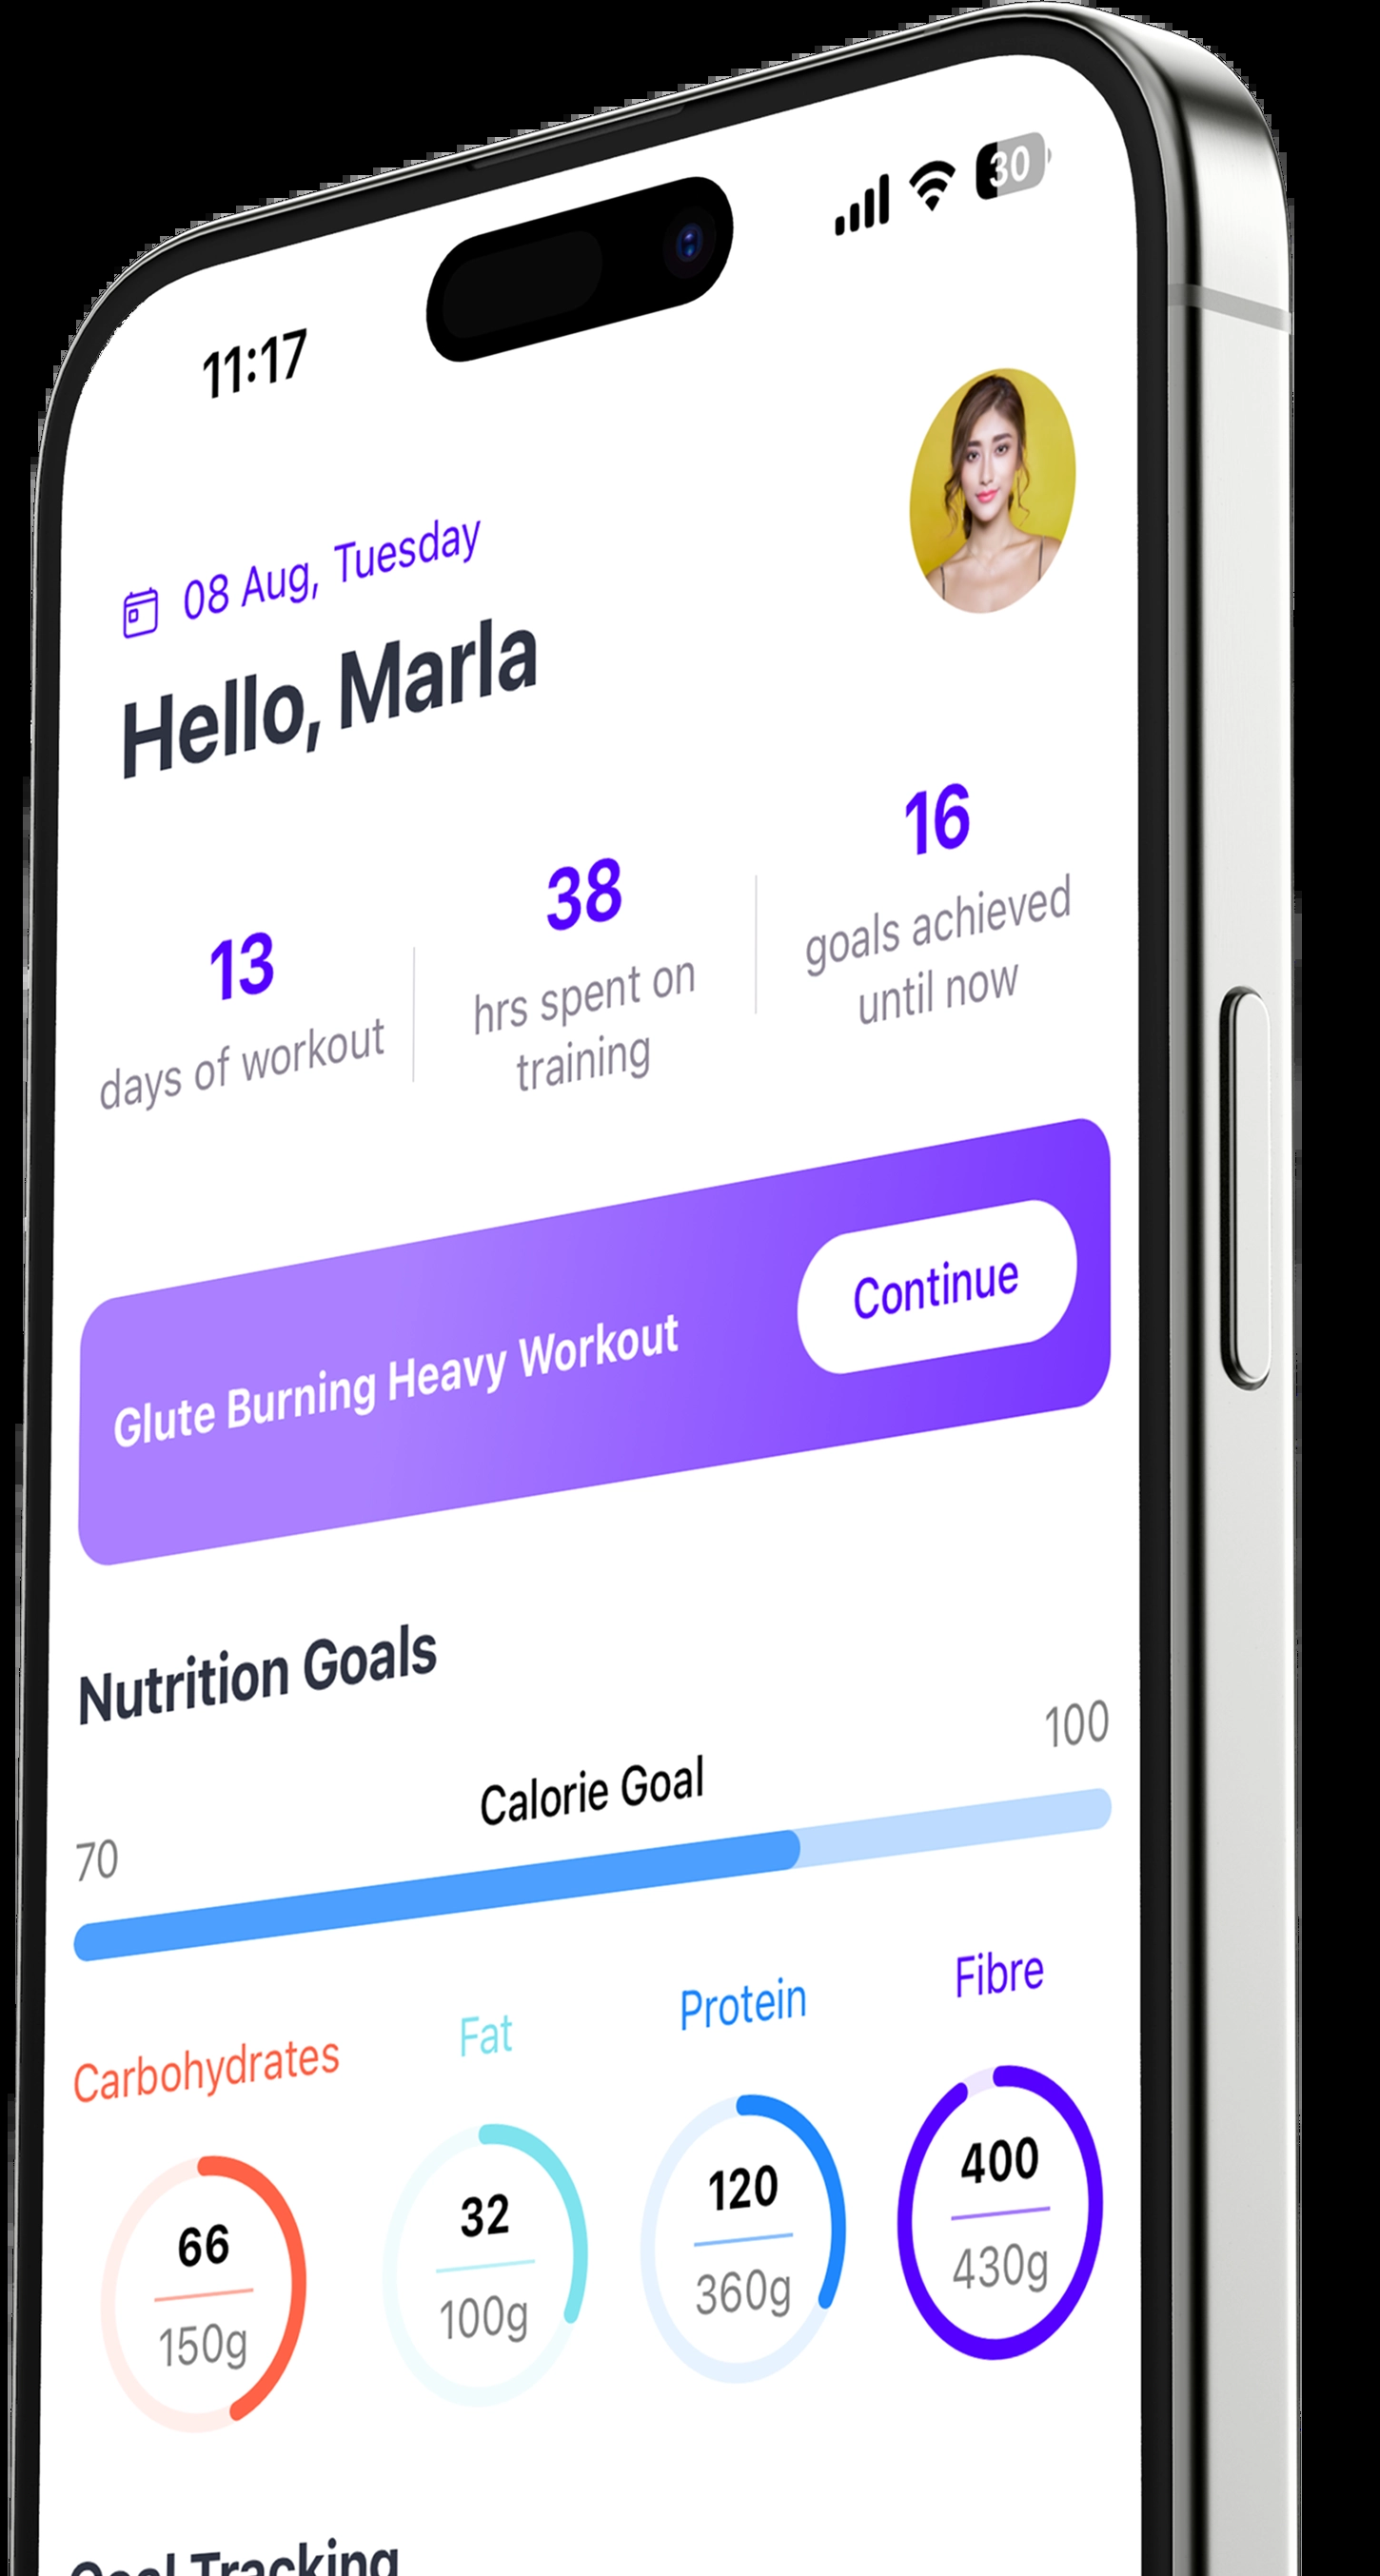 11:17
30
08 Aug, Tuesday
Hello, Marla
13
days of workout
38
hrs spent on
training
16
goals achieved
until now
Glute Burning Heavy Workout
Continue
Nutrition Goals
70
Calorie Goal
100
Carbohydrates
66
150g
Fat
32
100g
Protein
120
360g
Fibre
400
430g
Goal Tracking